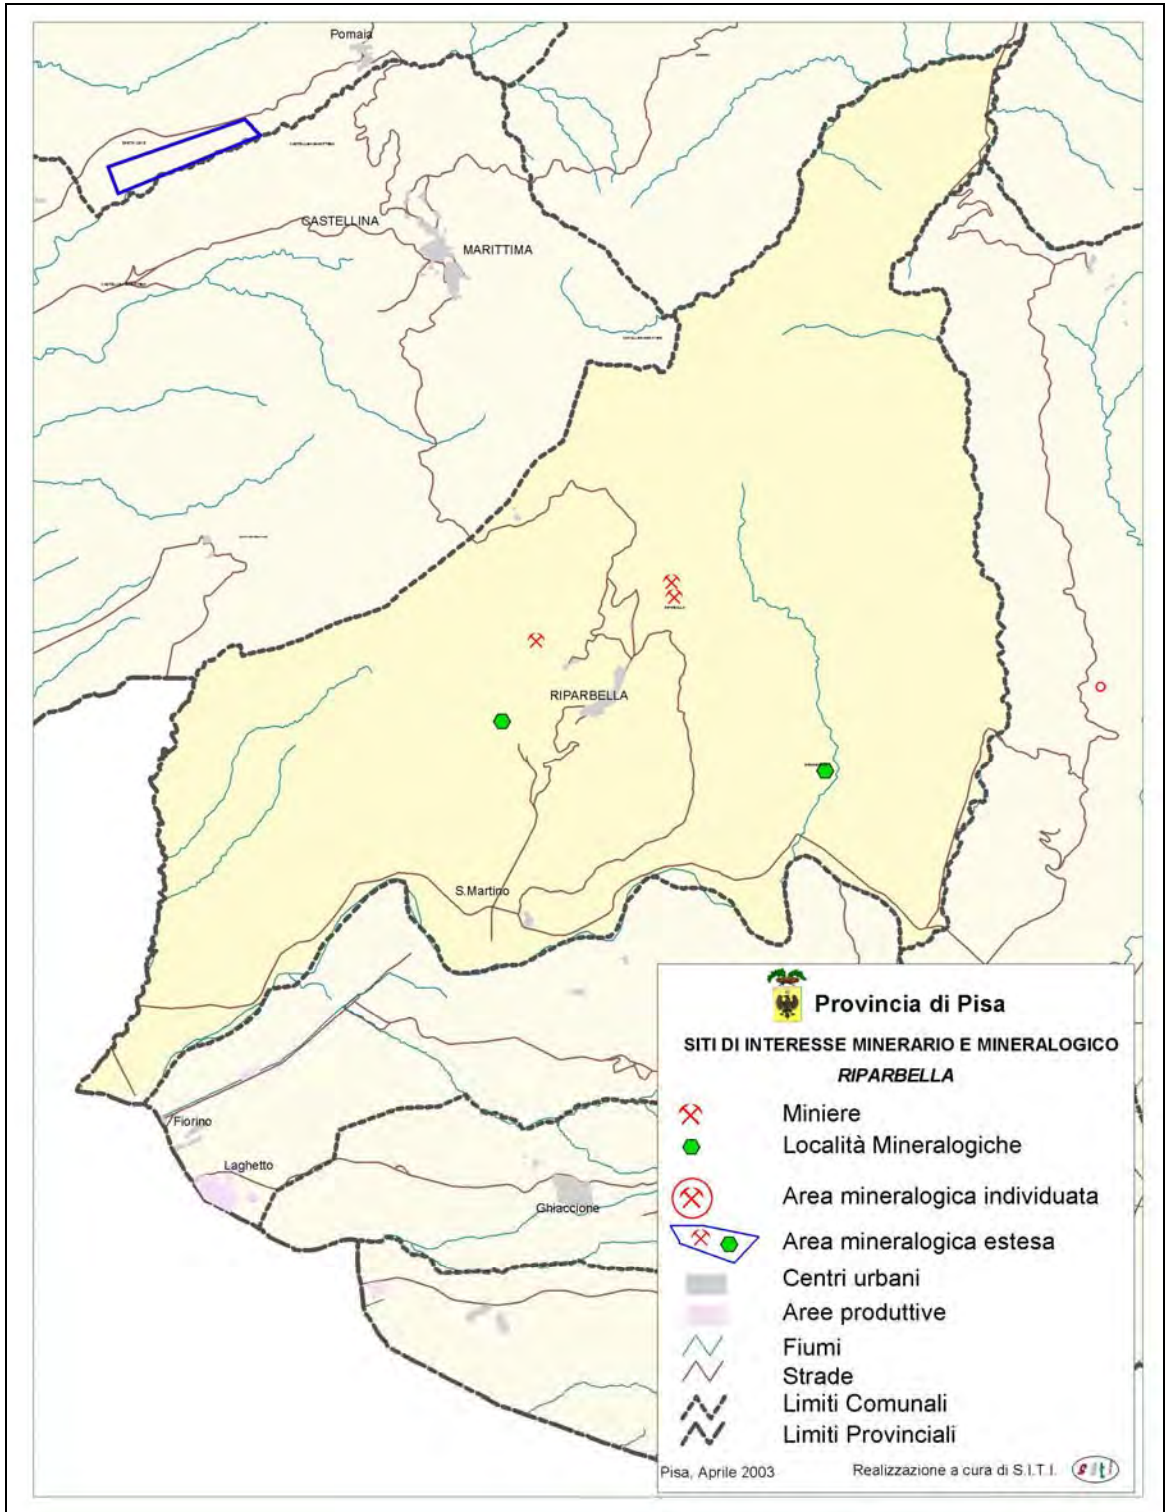 Pomaia
CASTELLINA
MARITTIMA
RIPARBELLA
S.Martino
Fiorino
Laghetto
Ghiaccione
Provincia di Pisa
SITI DI INTERESSE MINERARIO E MINERALOGICO
RIPARBELLA
Miniere
Località Mineralogiche
Area mineralogica individuata
Area mineralogica estesa
Centri urbani
Aree produttive
Fiumi
Strade
Limiti Comunali
Limiti Provinciali
Pisa, Aprile 2003
Realizzazione a cura di S.I.T.I.
siti